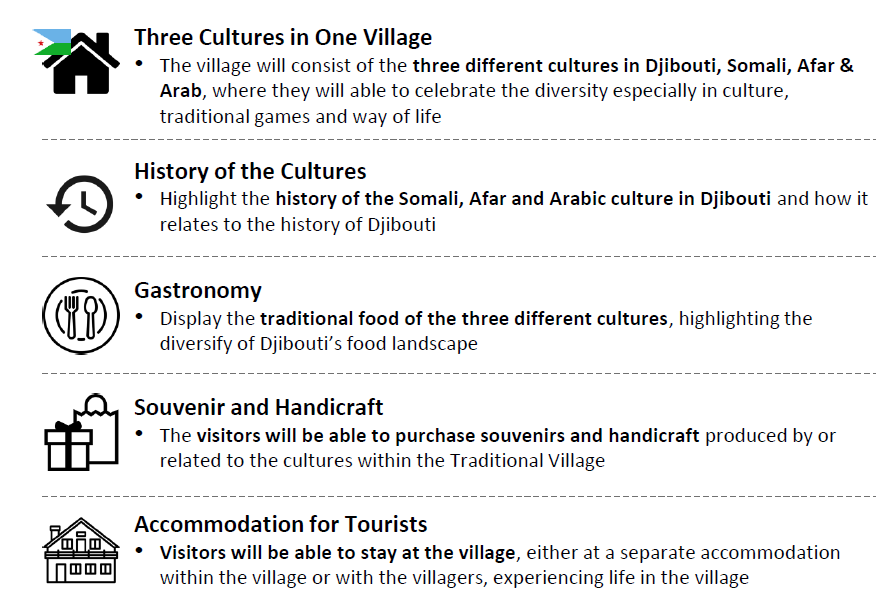 Three Cultures in One Village
• The village will consist of the three different cultures in Djibouti, Somali, Afar &
Arab, where they will able to celebrate the diversity especially in culture,
traditional games and way of life
History of the Cultures
• Highlight the history of the Somali, Afar and Arabic culture in Djibouti and how it
relates to the history of Djibouti
Gastronomy
• Display the traditional food of the three different cultures, highlighting the
diversify of Djibouti’s food landscape
Souvenir and Handicraft
• The visitors will be able to purchase souvenirs and handicraft produced by or
related to the cultures within the Traditional Village
Accommodation for Tourists
• Visitors will be able to stay at the village, either at a separate accommodation
within the village or with the villagers, experiencing life in the village